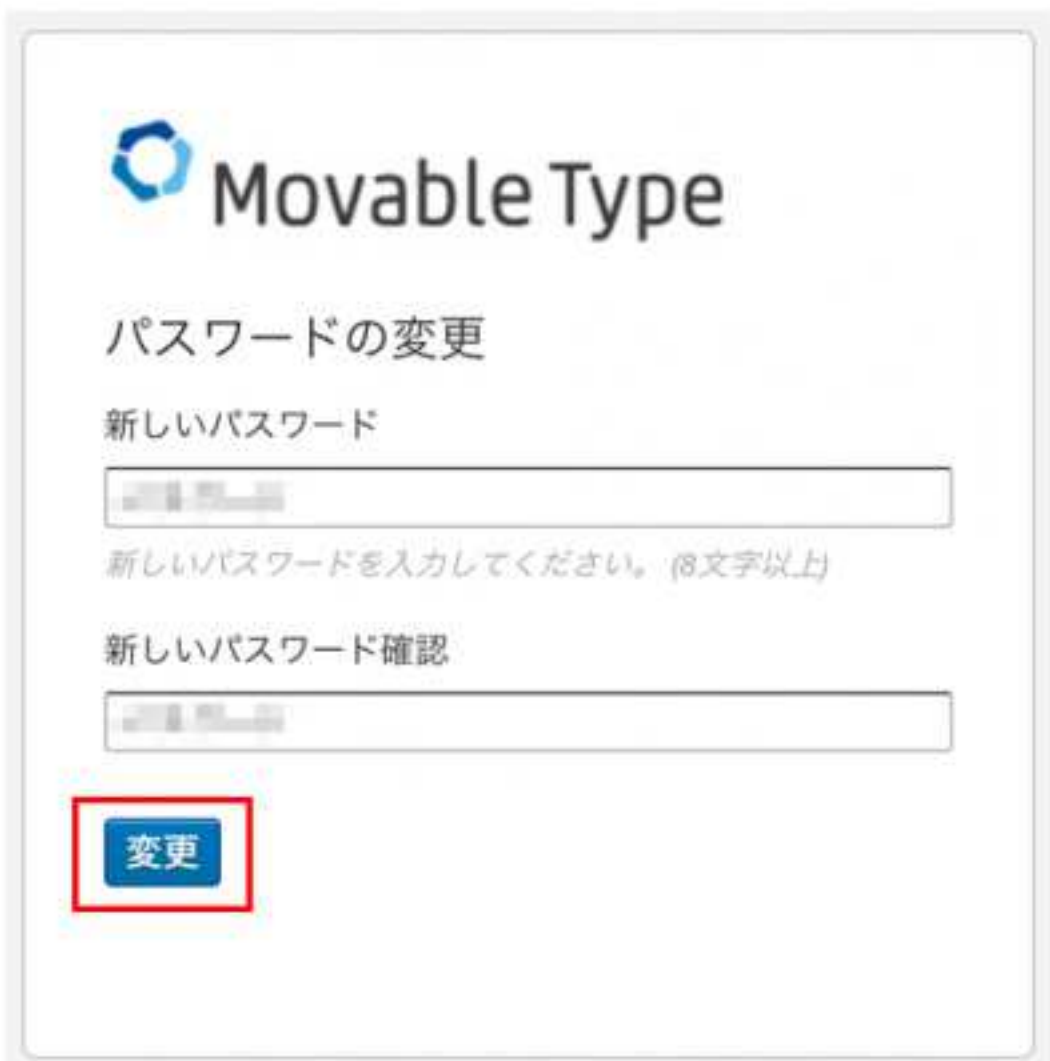 Movable Type
パスワードの変更
新しいパスワード
新しいパスワードを入力してください。 (8文字以上)
新しいパスワード確認
変更